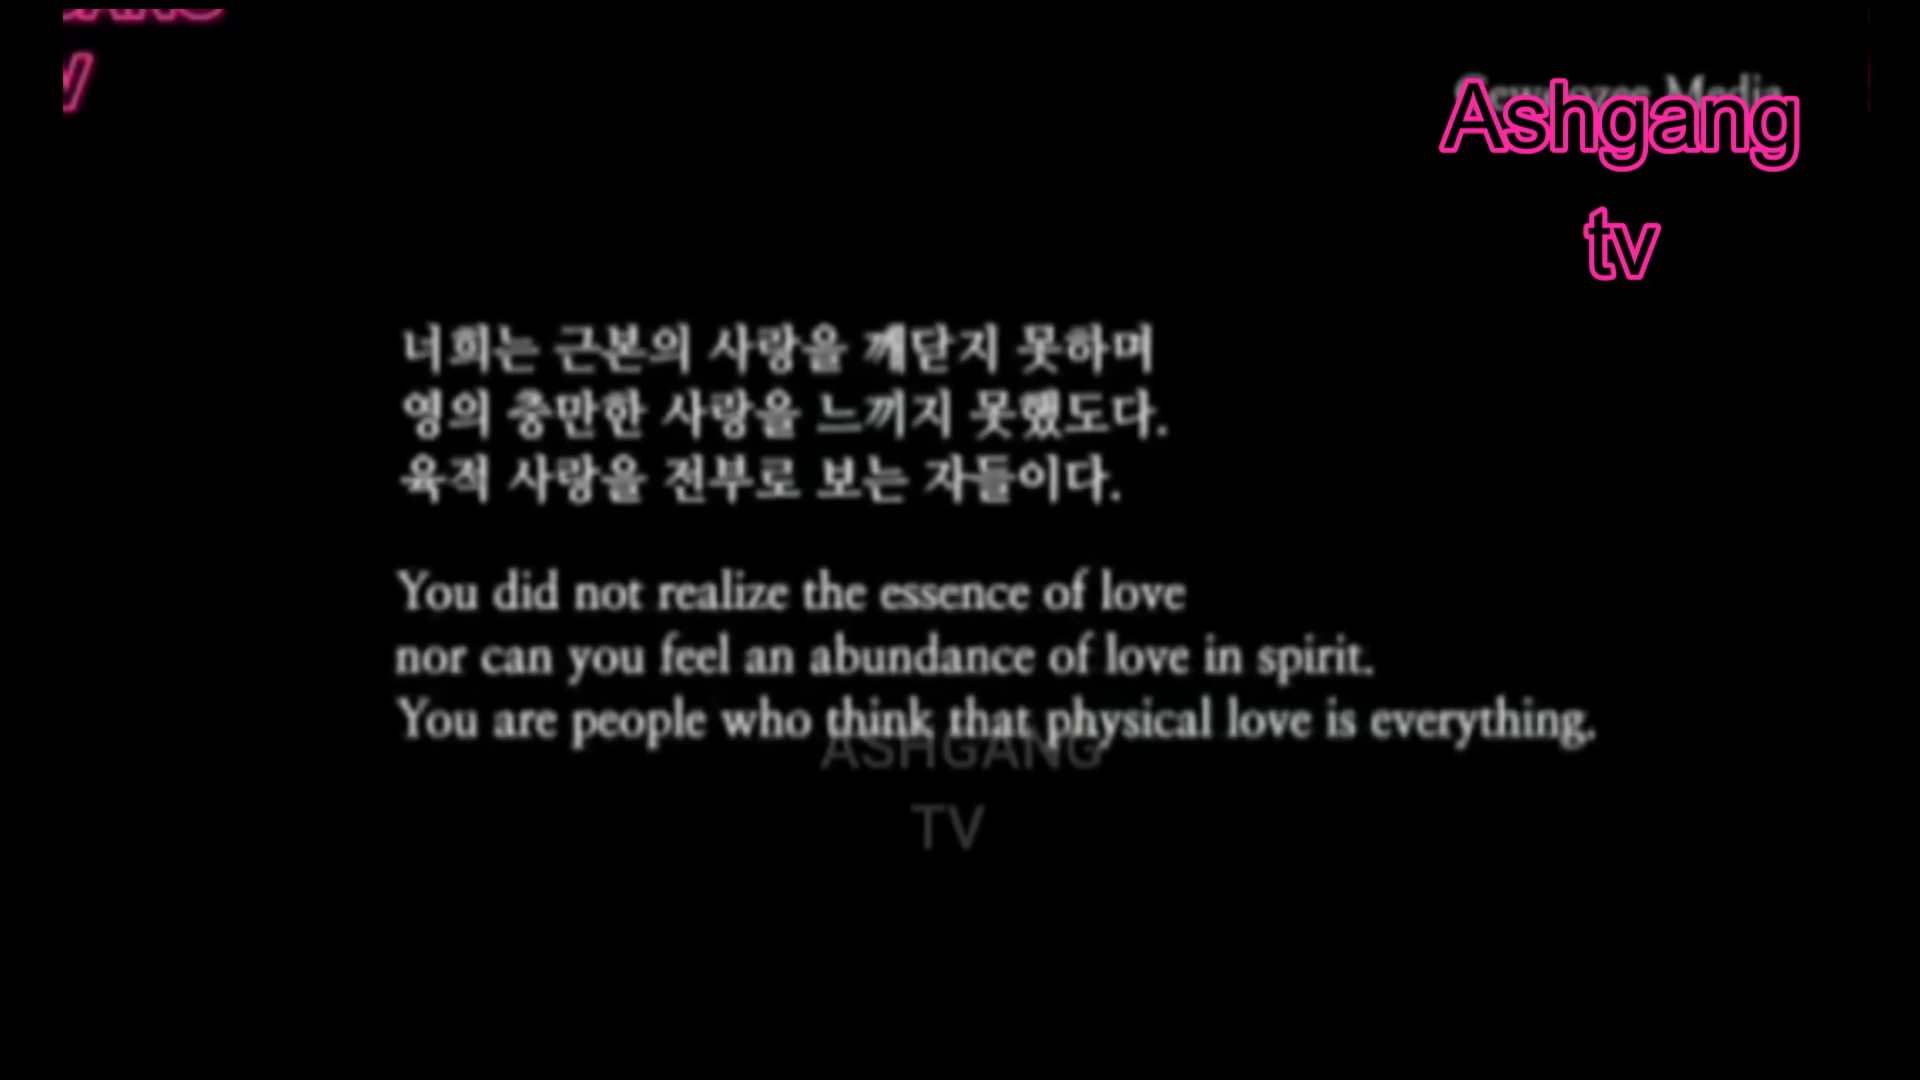 Ashgang
tv
너희는 근본의 사랑을 깨닫지 못하며
영의 충만한 사랑을 느끼지 못했도다.
육적 사랑을 전부로 보는 자들이다.
You did not realize the essence of love
nor can you feel an abundance of love in spirit.
You are people who think that physical love is everything.
ASHGANG
TV